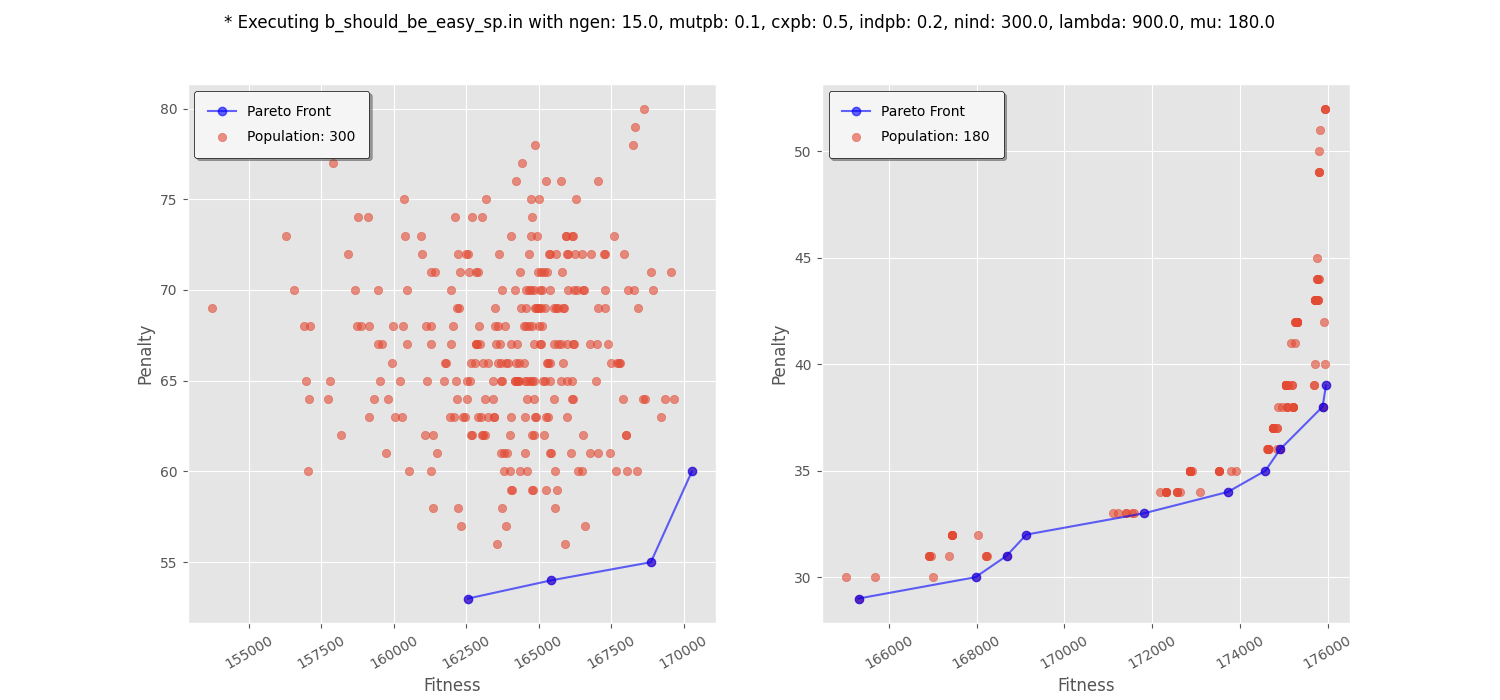 * Executing b_should_be_easy_sp.in with ngen: 15.0, mutpb: 0.1, cxpb: 0.5, indpb: 0.2, nind: 300.0, lambda: 900.0, mu: 180.0
Pareto Front
Population: 300
80
75
70
65
60
55
Penalty
155000
157500
160000
162500
165000
167500
170000
Fitness
Pareto Front
Population: 180
50
45
40
35
30
Penalty
166000
168000
170000
172000
174000
176000
Fitness